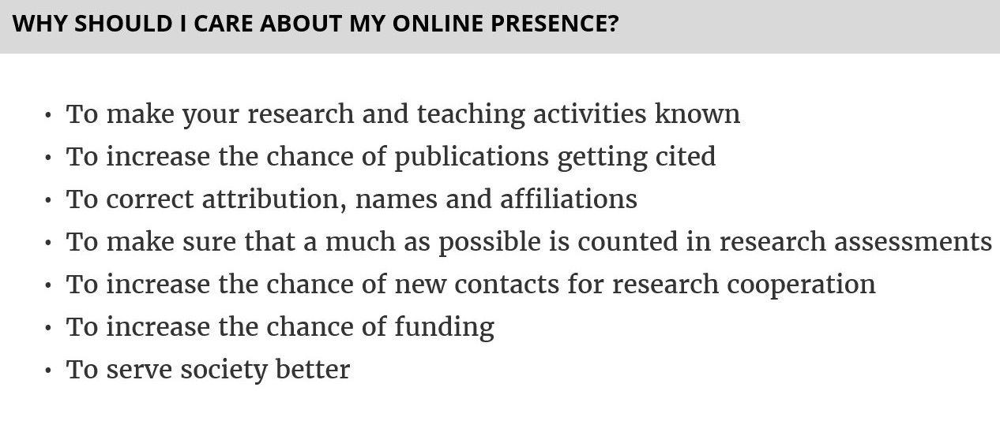 WHY SHOULD I CARE ABOUT MY ONLINE PRESENCE?
• To make your research and teaching activities known
• To increase the chance of publications getting cited
• To correct attribution, names and affiliations
• To make sure that a much as possible is counted in research assessments
• To increase the chance of new contacts for research cooperation
• To increase the chance of funding
• To serve society better